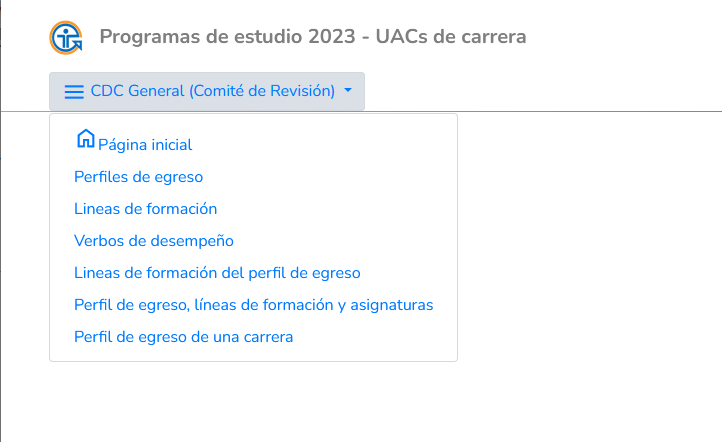 Programas de estudio 2023 - UACs de carrera
CDC General (Comité de Revisión)
Página inicial
Perfiles de egreso
Lineas de formación
Verbos de desempeño
Lineas de formación del perfil de egreso
Perfil de egreso, líneas de formación y asignaturas
Perfil de egreso de una carrera